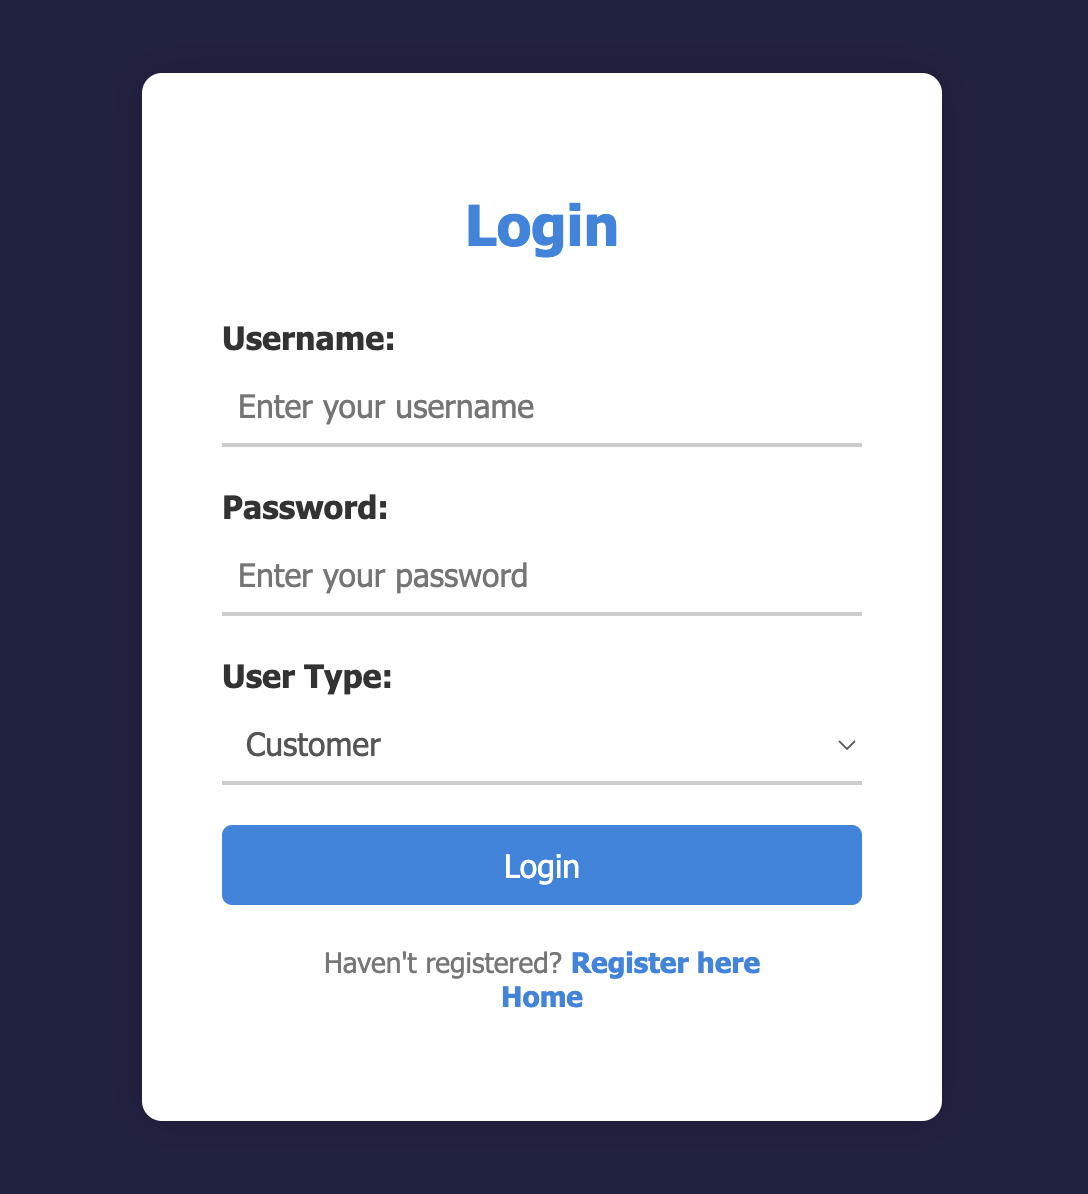 Login
Username:
Enter your username
Password:
Enter your password
User Type:
Customer
Login
Haven't registered? Register here
Home